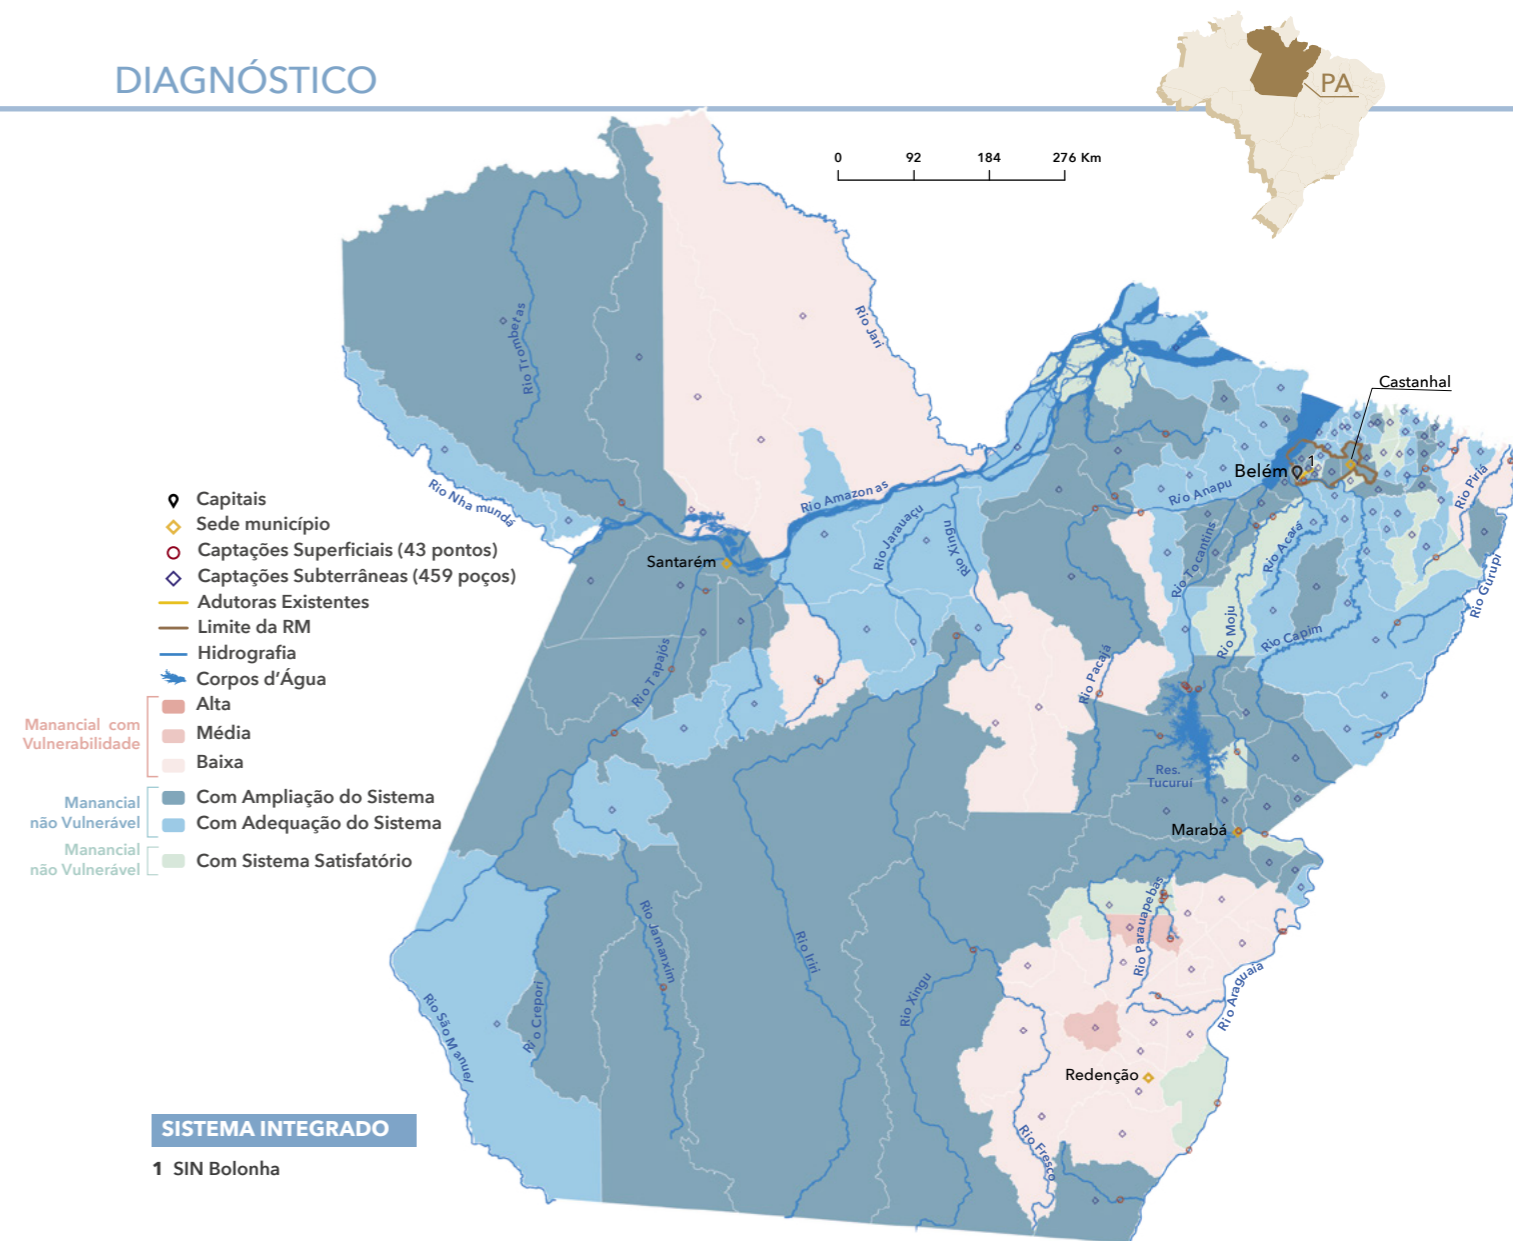 DIAGNÓSTICO
PA
0 92 184 276 Km
Rio Trombetas
Rio Jari
Castanhal
Belém
1
Rio Nhamundá
Rio Amazonas
Rio Jarauaçu
Rio Xingu
Rio Anapu
Rio Piriá
Rio Tocantins
Rio Acará
Rio Gurupi
Santarém
Rio Moju
Rio Capim
Rio Tapajós
Rio Pacajá
Res.
Tucuruí
Marabá
Rio Jamanxim
Rio Iriri
Rio Parauapebas
Rio Xingu
Rio Araguaia
Rio Crepori
Rio São Manuel
Redenção
Rio Fresco
Capitais
Sede município
Captações Superficiais (43 pontos)
Captações Subterrâneas (459 poços)
Adutoras Existentes
Limite da RM
Hidrografia
Corpos d'Água
Manancial com
Vulnerabilidade
Alta
Média
Baixa
Manancial
não Vulnerável
Com Ampliação do Sistema
Com Adequação do Sistema
Manancial
não Vulnerável
Com Sistema Satisfatório
SISTEMA INTEGRADO
1 SIN Bolonha